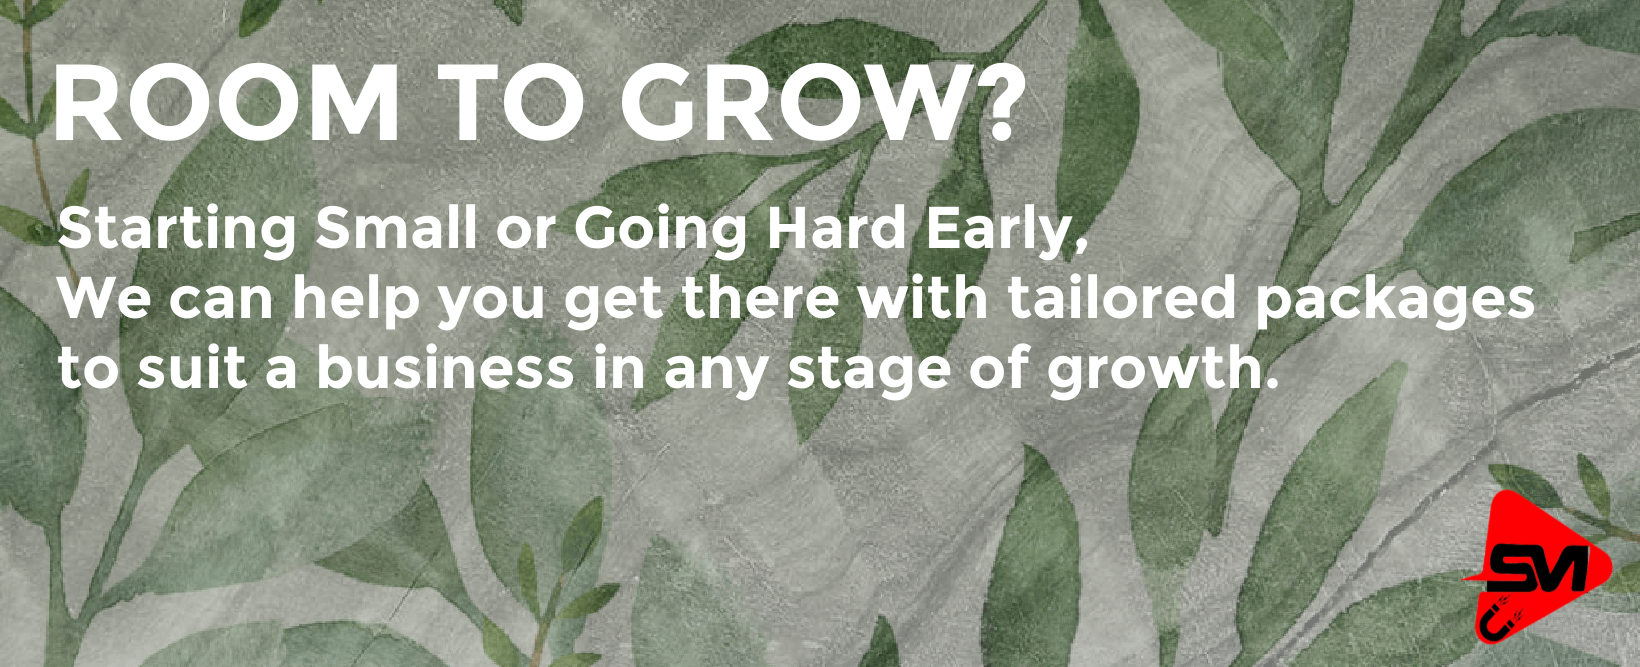 ROOM TO GROW?
Starting Small or Going Hard Early,
We can help you get there with tailored packages
to suit a business in any stage of growth.
SM